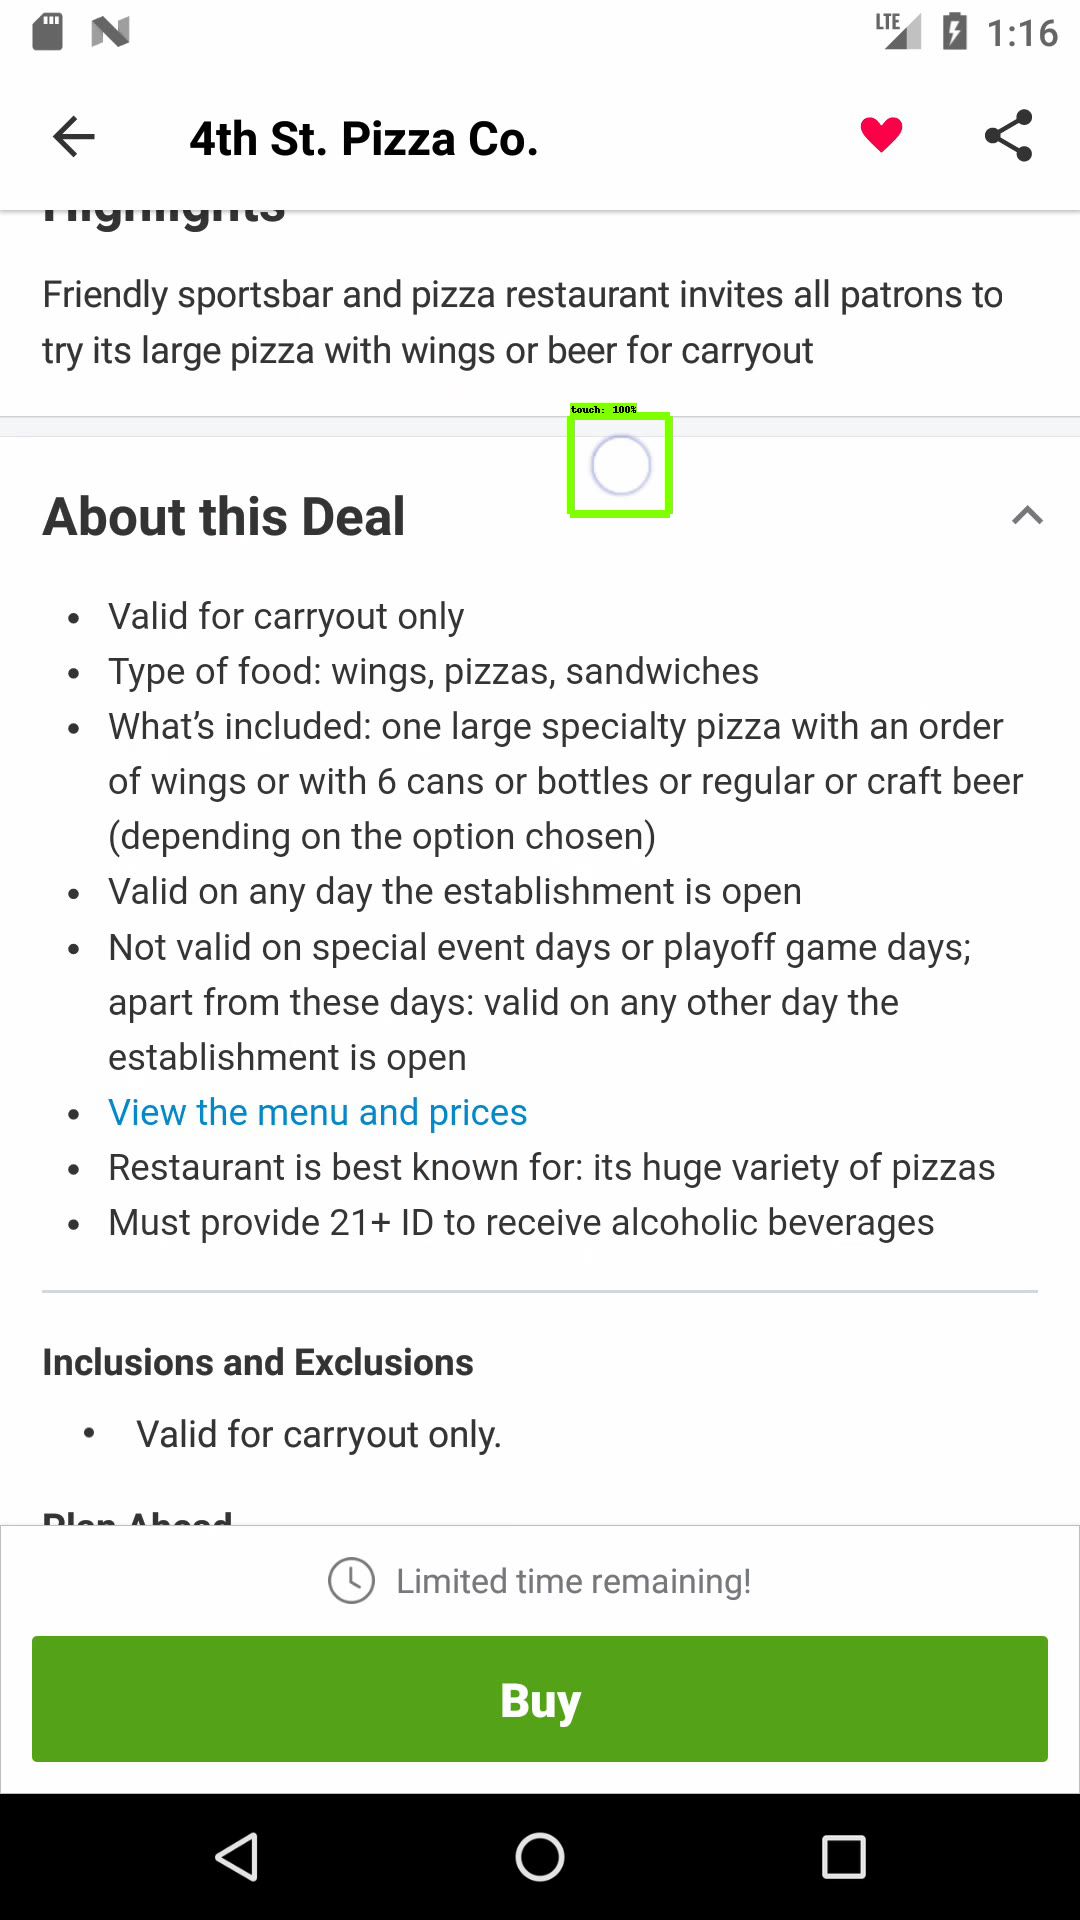 LTE 1:16
4th St. Pizza Co.
Highlights
Friendly sportsbar and pizza restaurant invites all patrons to
try its large pizza with wings or beer for carryout
touch: 100%
About this Deal
• Valid for carryout only
• Type of food: wings, pizzas, sandwiches
• What’s included: one large specialty pizza with an order
of wings or with 6 cans or bottles or regular or craft beer
(depending on the option chosen)
• Valid on any day the establishment is open
• Not valid on special event days or playoff game days;
apart from these days: valid on any other day the
establishment is open
• View the menu and prices
• Restaurant is best known for: its huge variety of pizzas
• Must provide 21+ ID to receive alcoholic beverages
Inclusions and Exclusions
• Valid for carryout only.
Plan Ahead
Limited time remaining!
Buy